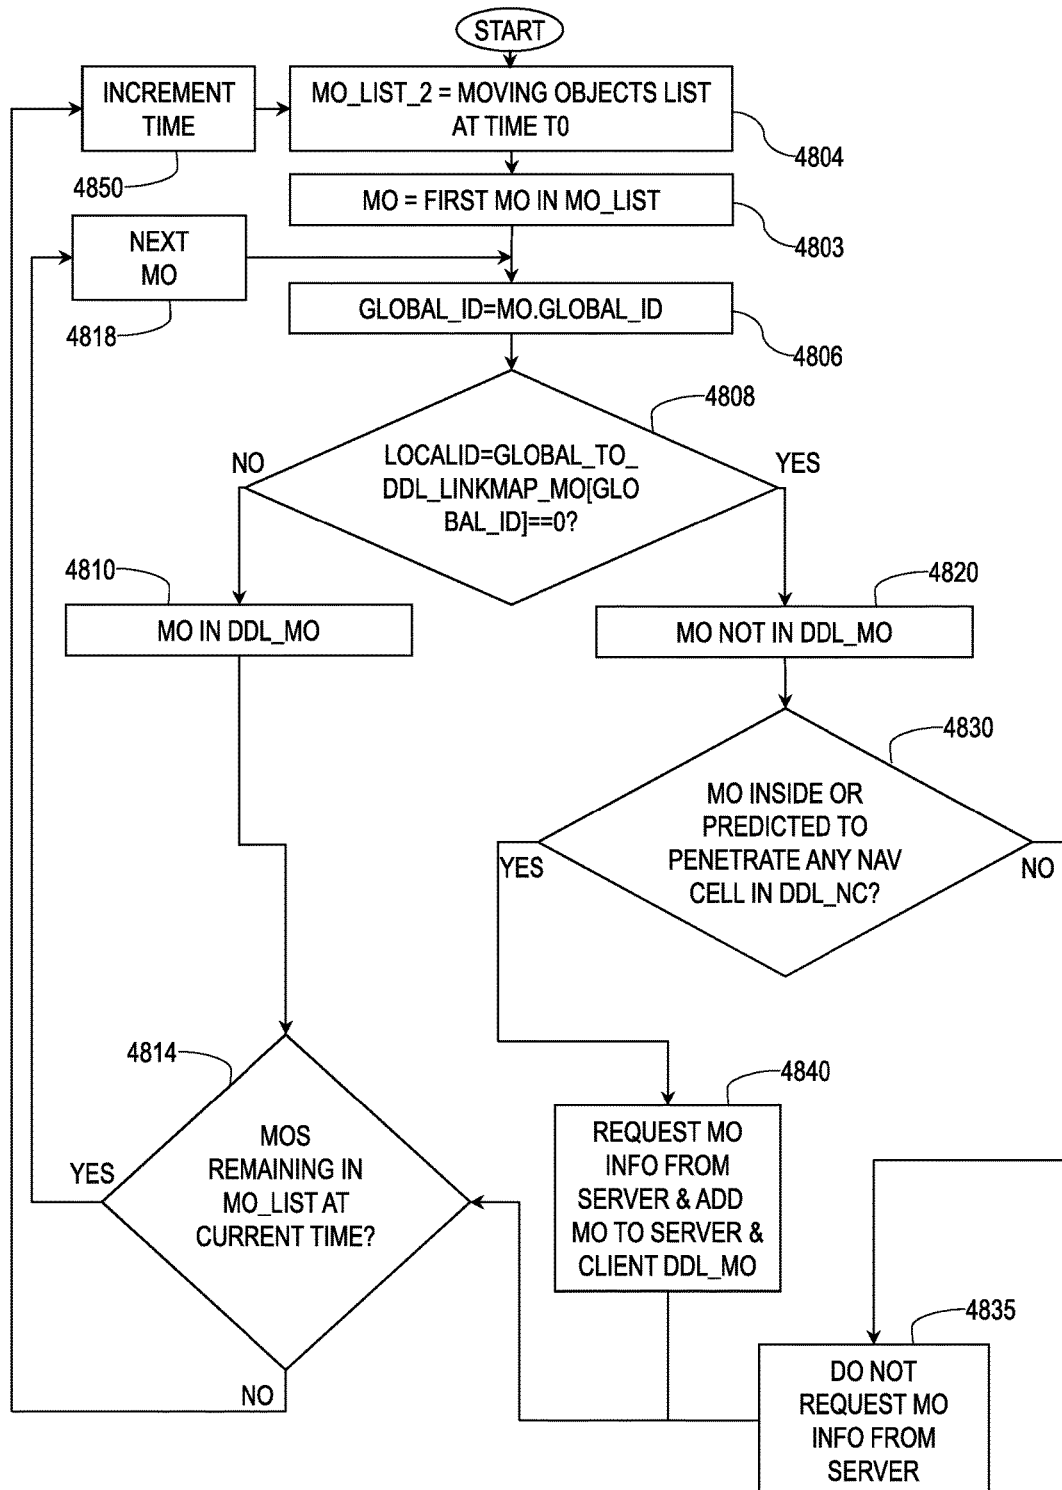 START
INCREMENT
TIME
4850
MO_LIST_2 = MOVING OBJECTS LIST
AT TIME T0
4804
MO = FIRST MO IN MO_LIST
4803
NEXT
MO
4818
GLOBAL_ID=MO.GLOBAL_ID
4806
4808
NO
LOCALID=GLOBAL_TO_
DDL_LINKMAP_MO[GLO
BAL_ID]==0?
YES
4810
MO IN DDL_MO
4820
MO NOT IN DDL_MO
4830
MO INSIDE OR
PREDICTED TO
PENETRATE ANY NAV
CELL IN DDL_NC?
YES
NO
4814
MOS
REMAINING IN
MO_LIST AT
CURRENT TIME?
YES
NO
4840
REQUEST MO
INFO FROM
SERVER & ADD
MO TO SERVER &
CLIENT DDL_MO
4835
DO NOT
REQUEST MO
INFO FROM
SERVER